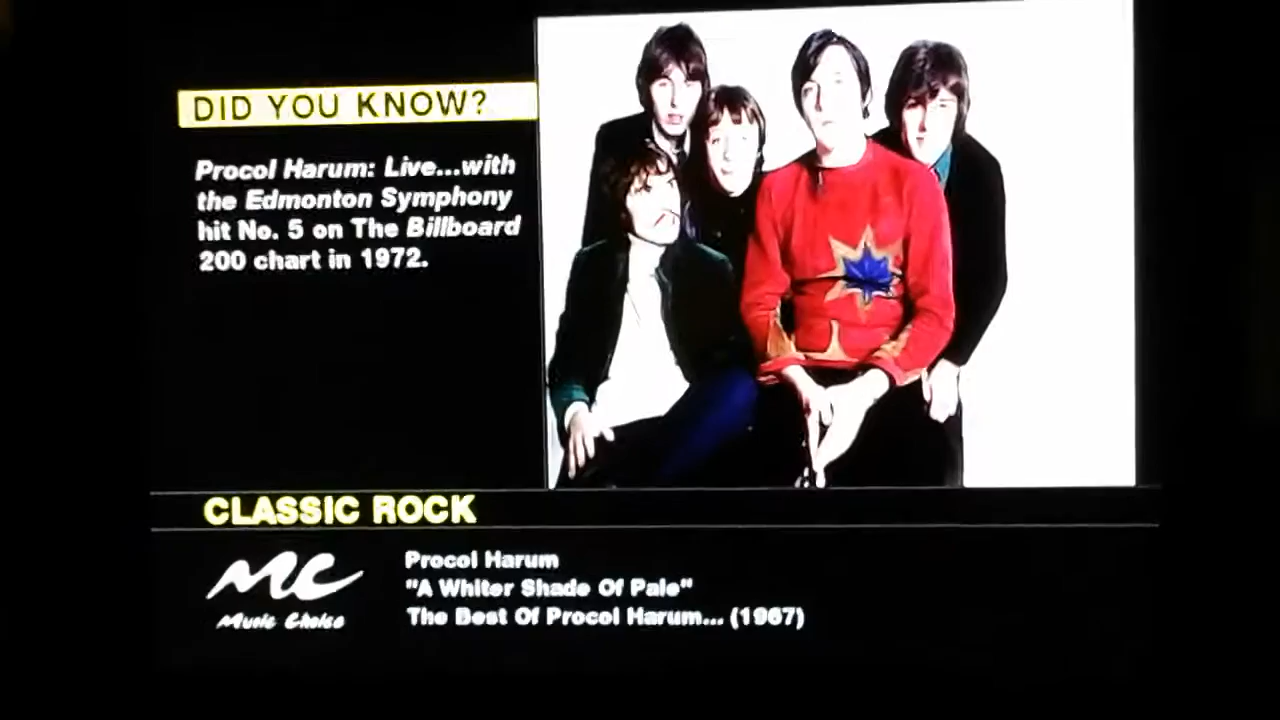 DID YOU KNOW?
Procol Harum: Live...with
the Edmonton Symphony
hit No. 5 on The Billboard
200 chart in 1972.
CLASSIC ROCK
MC
Music Choice
Procol Harum
"A Whiter Shade Of Pale"
The Best Of Procol Harum... (1967)